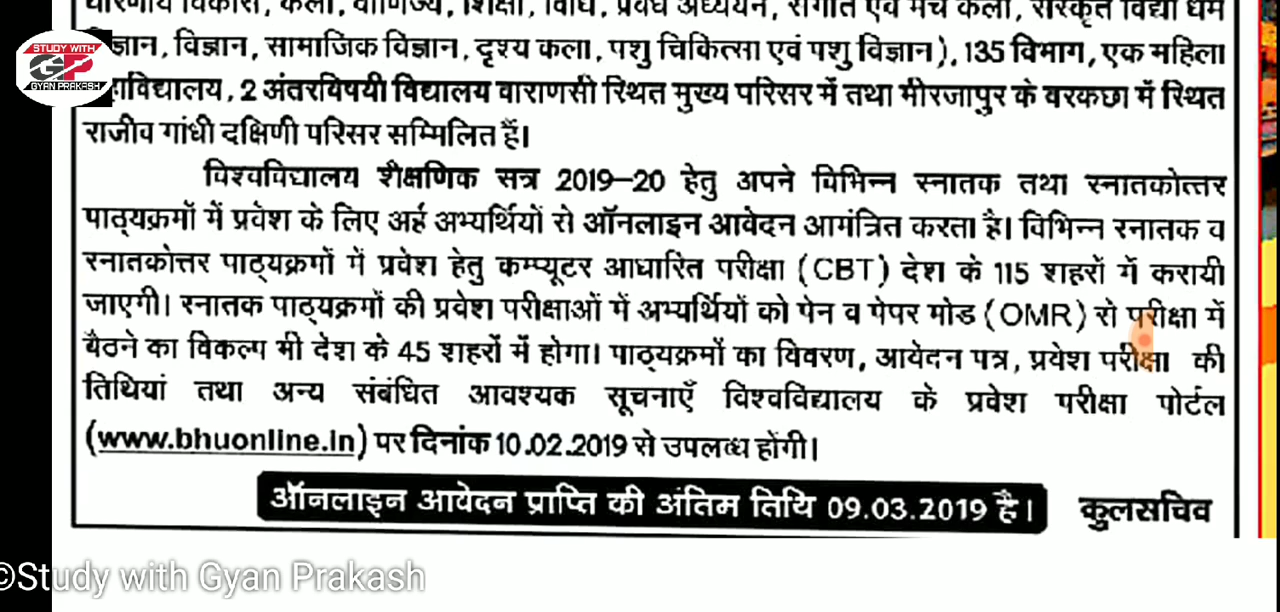 धारणीय विकास, कला, वाणिज्य, शिक्षा, विधि, प्रबंध अध्ययन, संगीत एवं मंच कला, संस्कृत विद्या धर्म
STUDY WITH
GP
GYAN PRAKASH
ज्ञान, विज्ञान, सामाजिक विज्ञान, दृश्य कला, पशु चिकित्सा एवं पशु विज्ञान), 135 विभाग, एक महिला
हाविद्यालय, 2 अंतरविषयी विद्यालय वाराणसी स्थित मुख्य परिसर में तथा मीरजापुर के बरकछा में स्थित
राजीव गांधी दक्षिणी परिसर सम्मिलित हैं।
विश्वविद्यालय शैक्षणिक सत्र 2019–20 हेतु अपने विभिन्न स्नातक तथा स्नातकोत्तर
पाठ्यक्रमों में प्रवेश के लिए अर्ह अभ्यर्थियों से ऑनलाइन आवेदन आमंत्रित करता है। विभिन्न स्नातक व
स्नातकोत्तर पाठ्यक्रमों में प्रवेश हेतु कम्प्यूटर आधारित परीक्षा (CBT) देश के 115 शहरों में करायी
जाएगी। स्नातक पाठ्यक्रमों की प्रवेश परीक्षाओं में अभ्यर्थियों को पेन व पेपर मोड (OMR) से परीक्षा में
बैठने का विकल्प भी देश के 45 शहरों में होगा। पाठ्यक्रमों का विवरण, आवेदन पत्र, प्रवेश परीक्षा की
तिथियां तथा अन्य संबंधित आवश्यक सूचनाएँ विश्वविद्यालय के प्रवेश परीक्षा पोर्टल
(www.bhuonline.in) पर दिनांक 10.02.2019 से उपलब्ध होंगी।
ऑनलाइन आवेदन प्राप्ति की अंतिम तिथि 09.03.2019 है। कुलसचिव
©Study with Gyan Prakash